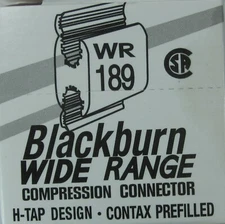 WR
189
Blackburn
WIDE RANGE
COMPRESSION CONNECTOR
H-TAP DESIGN · CONTAX PREFILLED